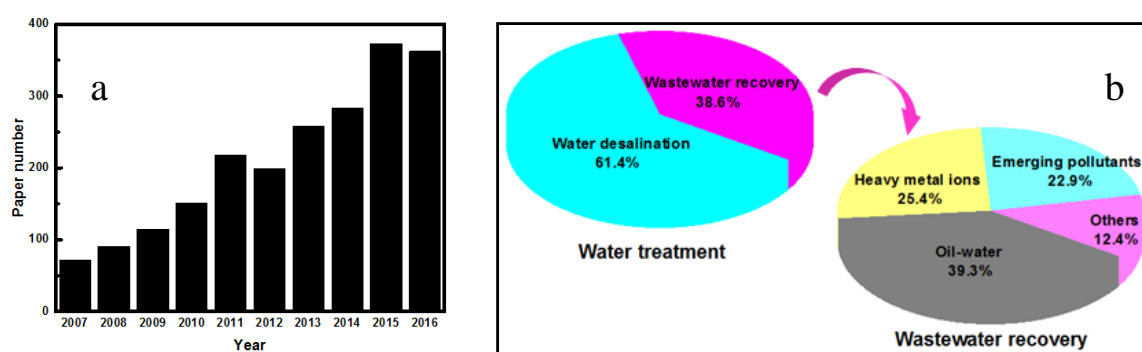 400
300
200
100
0
Paper number
a
2007 2008 2009 2010 2011 2012 2013 2014 2015 2016
Year
b
Wastewater recovery
38.6%
Water desalination
61.4%
Water treatment
Emerging pollutants
22.9%
Heavy metal ions
25.4%
Others
12.4%
Oil-water
39.3%
Wastewater recovery